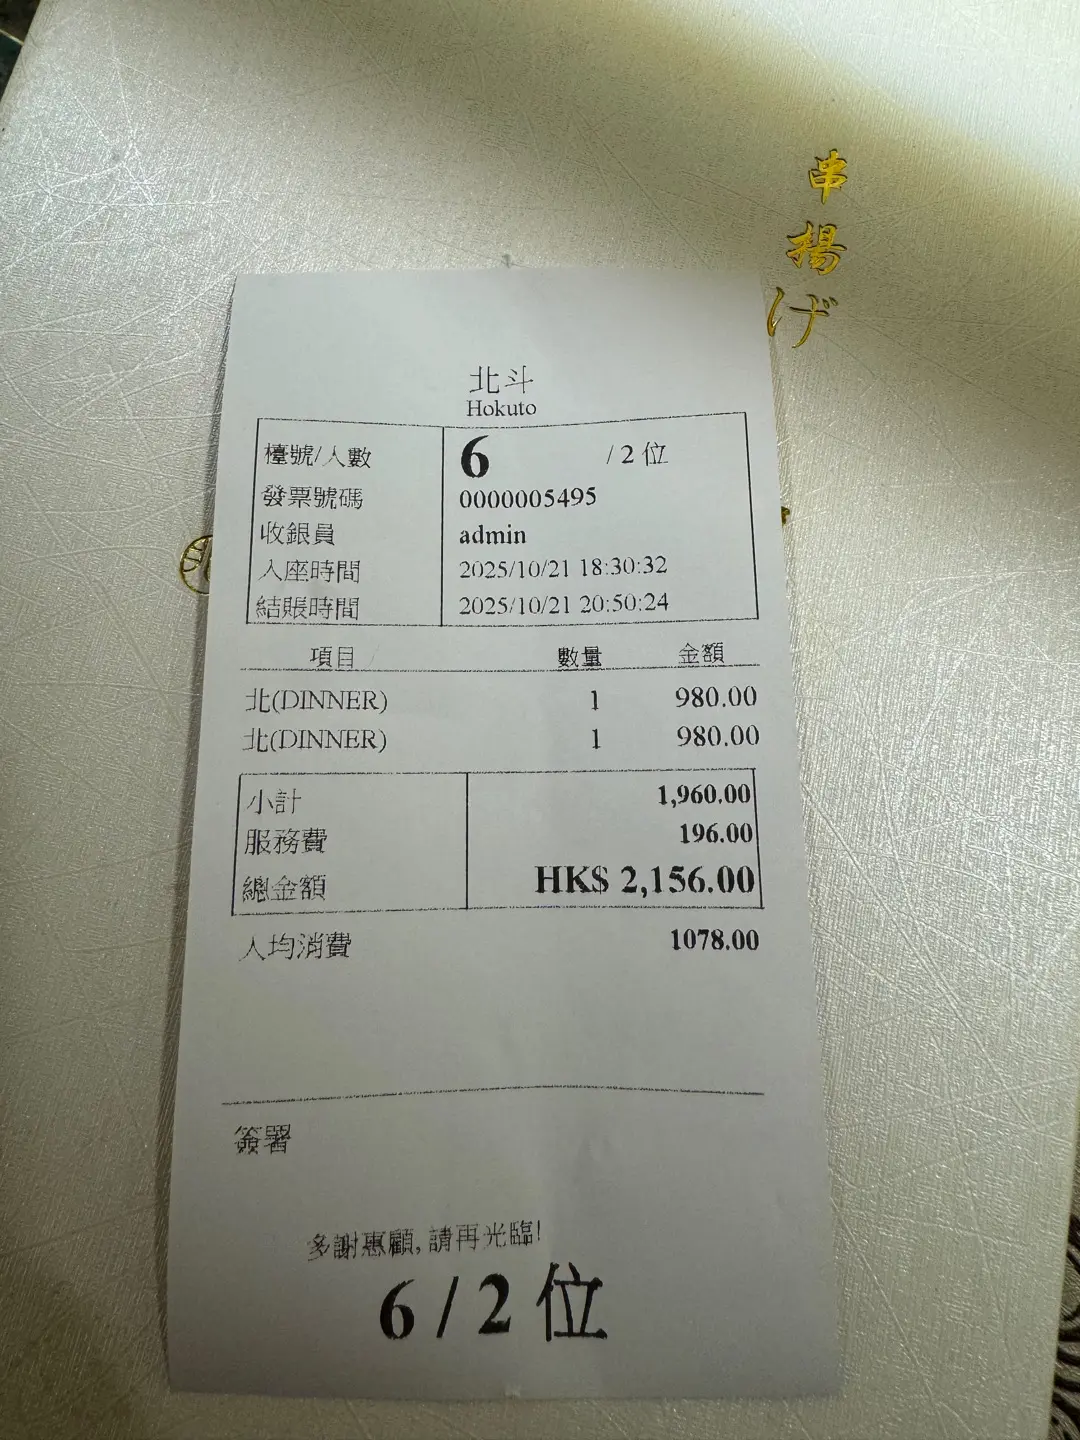 串揚げ
北斗
Hokuto
檯號/人數 6 /2 位
發票號碼 0000005495
收銀員 admin
入座時間 2025/10/21 18:30:32
結賬時間 2025/10/21 20:50:24
項目 數量 金額
北(DINNER) 1 980.00
北(DINNER) 1 980.00
小計 1,960.00
服務費 196.00
總金額 HK$ 2,156.00
人均消費 1078.00
簽署
多謝惠顧,請再光臨!
6 / 2 位